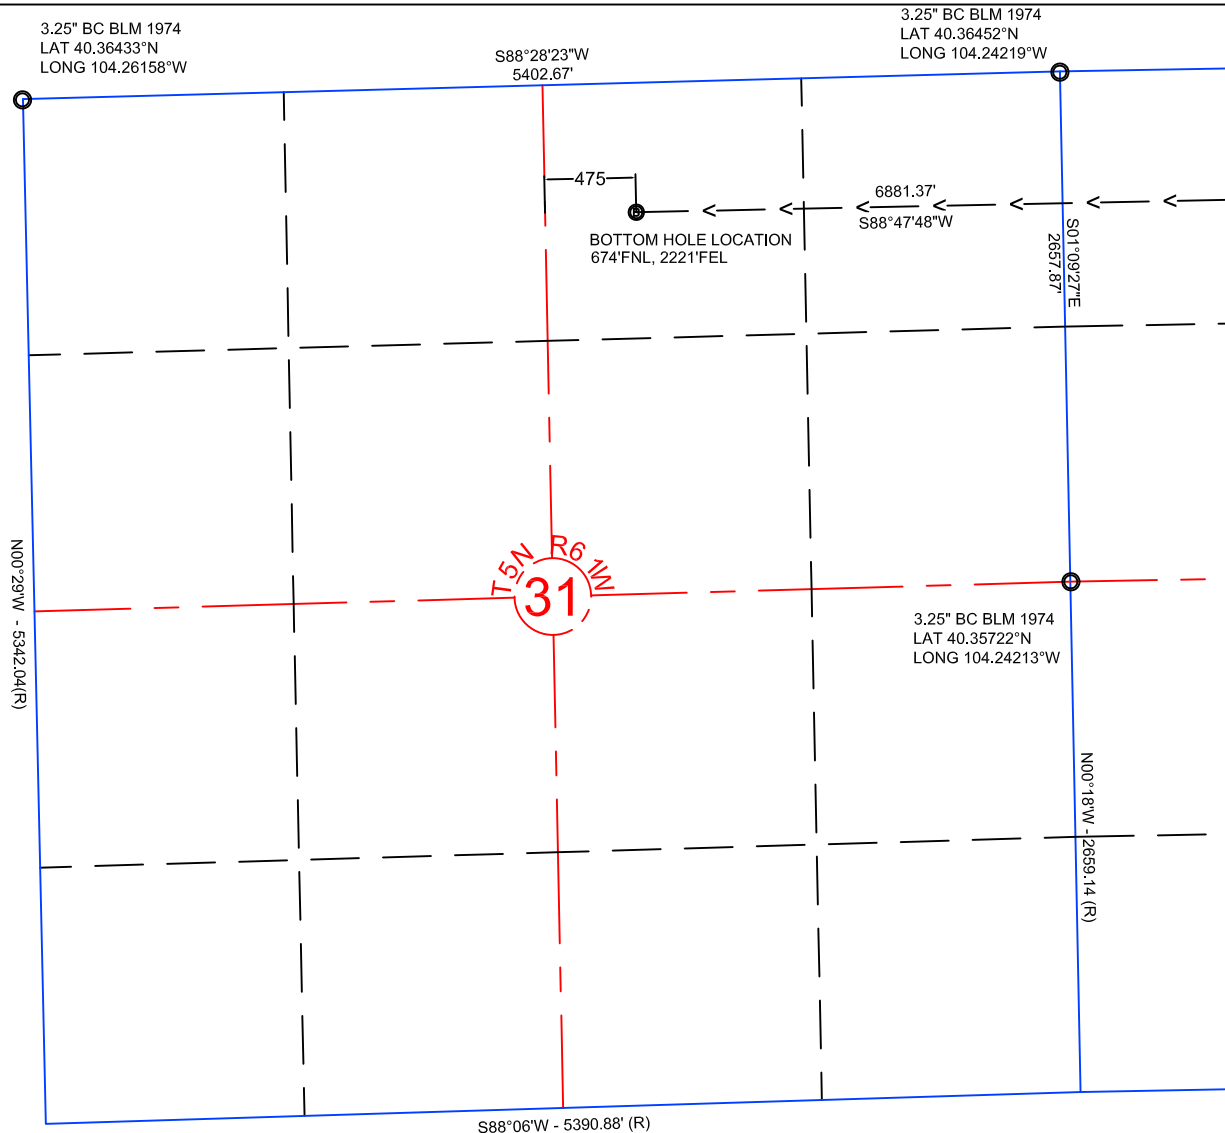 3.25" BC BLM 1974
LAT 40.36433°N
LONG 104.26158°W
S88°28'23"W
5402.67'
3.25" BC BLM 1974
LAT 40.36452°N
LONG 104.24219°W
475
6881.37'
S88°47'48"W
BOTTOM HOLE LOCATION
674'FNL, 2221'FEL
S01°09'27"E
2657.87'
T 5N R61W
31
N00°29'W - 5342.04(R)
3.25" BC BLM 1974
LAT 40.35722°N
LONG 104.24213°W
N00°18'W - 2659.14 (R)
S88°06'W - 5390.88' (R)